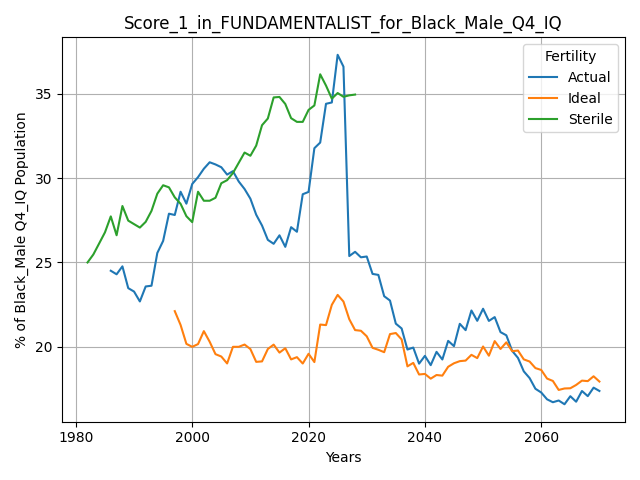 Score_1_in_FUNDAMENTALIST_for_Black_Male_Q4_IQ
Fertility
Actual
Ideal
Sterile
% of Black_Male Q4_IQ Population
35
30
25
20
1980
2000
2020
2040
2060
Years